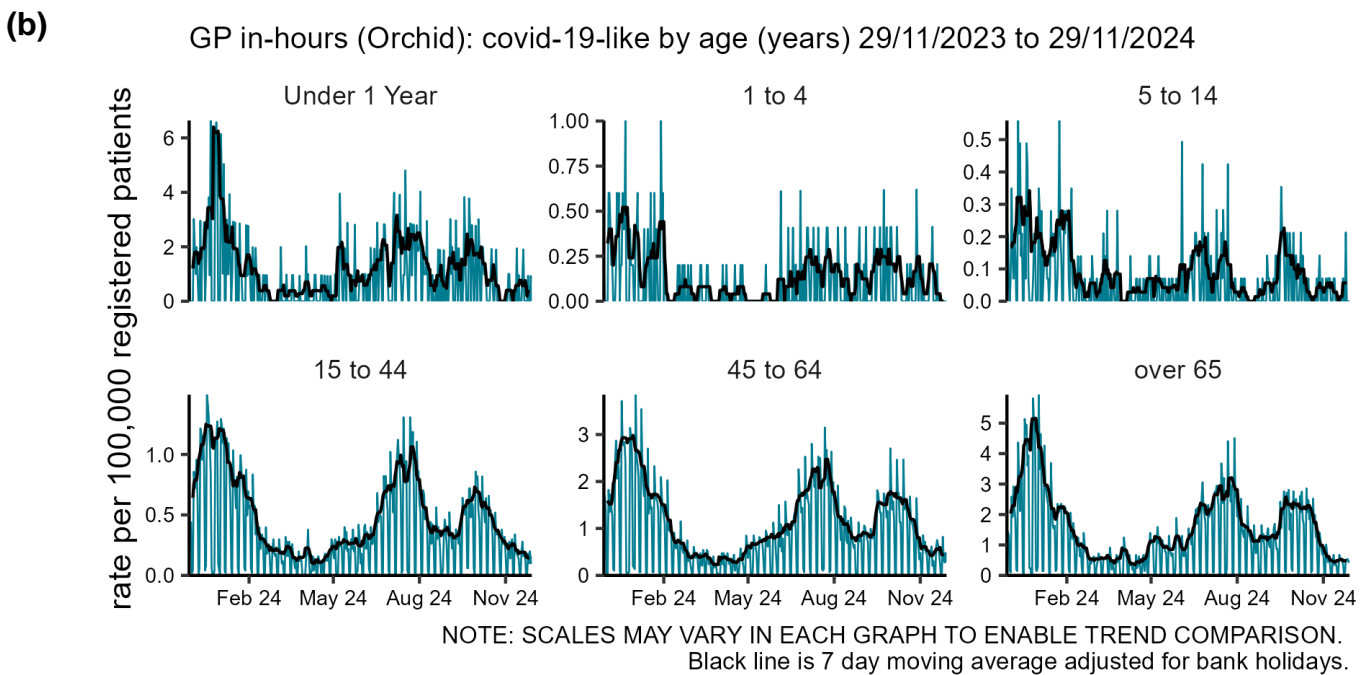 (b)
GP in-hours (Orchid): covid-19-like by age (years) 29/11/2023 to 29/11/2024
rate per 100,000 registered patients
Under 1 Year
6
4
2
0
1 to 4
1.00
0.75
0.50
0.25
0.00
5 to 14
0.5
0.4
0.3
0.2
0.1
0.0
15 to 44
1.0
0.5
0.0
Feb 24 May 24 Aug 24 Nov 24
45 to 64
3
2
1
0
Feb 24 May 24 Aug 24 Nov 24
over 65
5
4
3
2
1
0
Feb 24 May 24 Aug 24 Nov 24
NOTE: SCALES MAY VARY IN EACH GRAPH TO ENABLE TREND COMPARISON.
Black line is 7 day moving average adjusted for bank holidays.